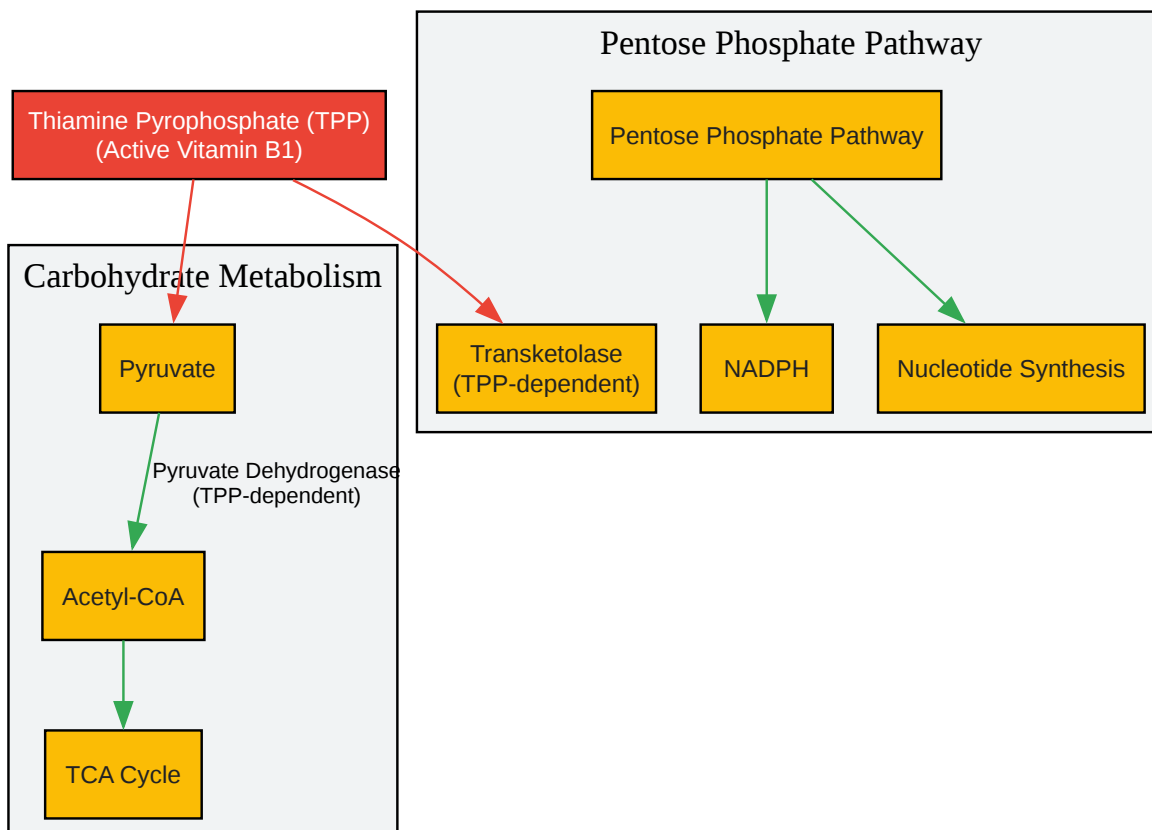 Pentose Phosphate Pathway
Thiamine Pyrophosphate (TPP)
(Active Vitamin B1)
Pentose Phosphate Pathway
Carbohydrate Metabolism
Pyruvate
Transketolase
(TPP-dependent)
NADPH
Nucleotide Synthesis
Pyruvate Dehydrogenase
(TPP-dependent)
Acetyl-CoA
TCA Cycle